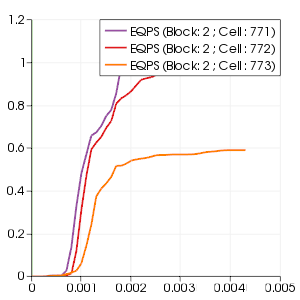 1.2
EQPS (Block: 2 ; Cell : 771)
EQPS (Block: 2 ; Cell : 772)
EQPS (Block: 2 ; Cell : 773)
1
0.8
0.6
0.4
0.2
0
0 0.001 0.002 0.003 0.004 0.005